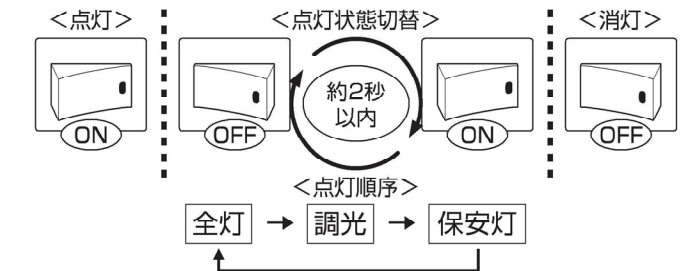 ＜点灯＞
＜点灯状態切替＞
＜消灯＞
ON
OFF
約2秒
以内
ON
OFF
＜点灯順序＞
全灯 → 調光 → 保安灯